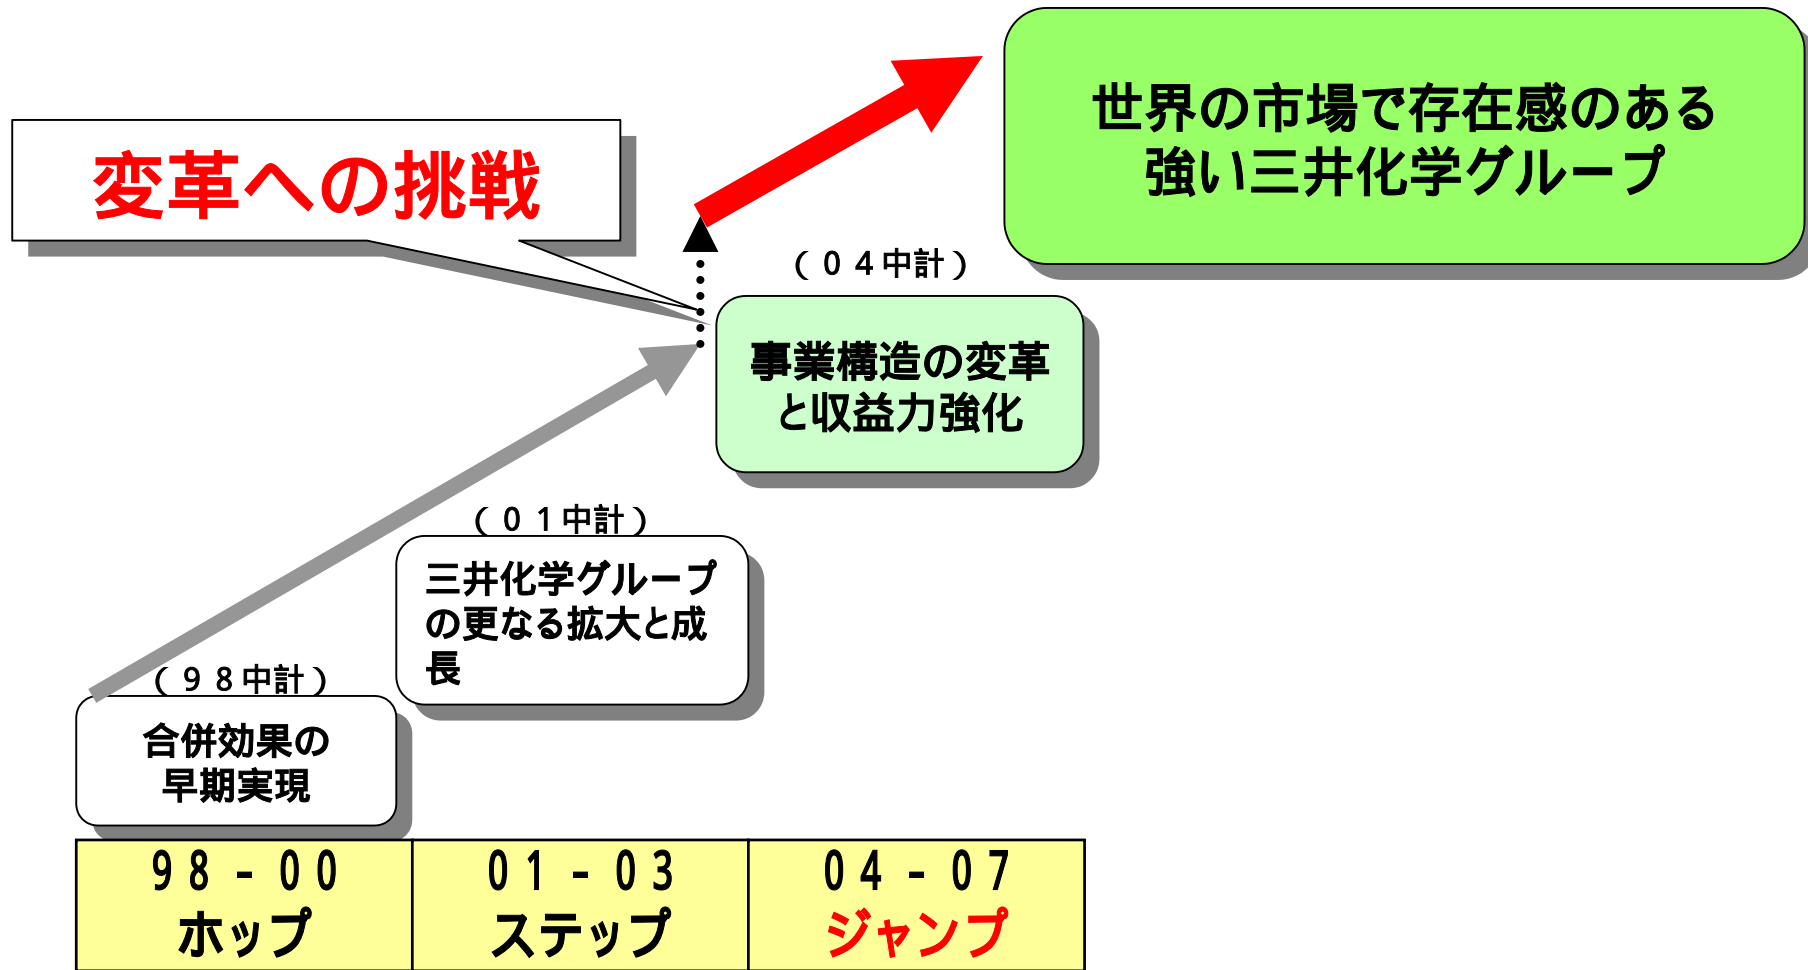 世界の市場で存在感のある
強い三井化学グループ
変革への挑戦
（０４中計）
事業構造の変革
と収益力強化
（０１中計）
三井化学グループ
の更なる拡大と成
長
（９８中計）
合併効果の
早期実現
９８－００
ホップ
０１－０３
ステップ
０４－０７
ジャンプ